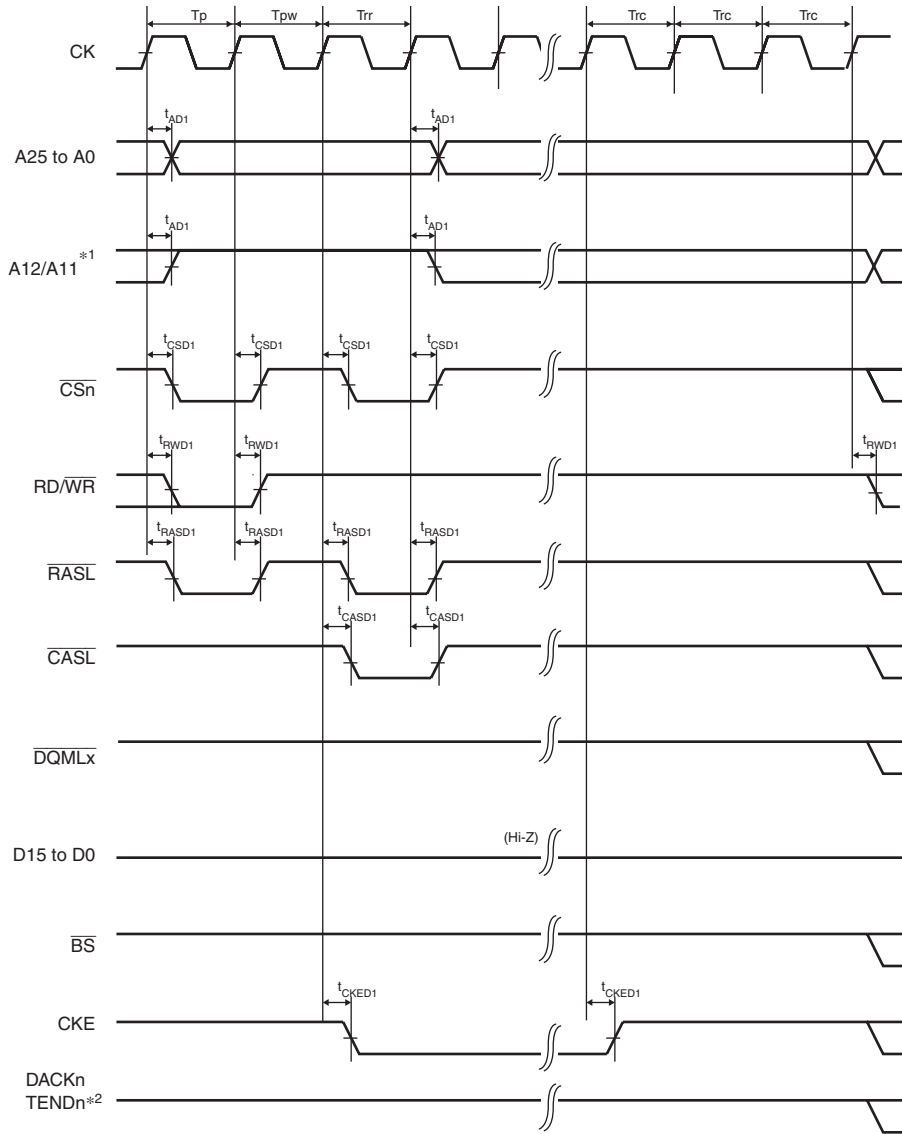 Tp Tpw Trr Trc Trc Trc
CK
tAD1 tAD1
A25 to A0
tAD1 tAD1
A12/A11*1
tCSD1 tCSD1 tCSD1 tCSD1
CSn
tRWD1 tRWD1 tRWD1
RD/WR
tRASD1 tRASD1 tRASD1 tRASD1
RASL
tCASD1 tCASD1
CASL
DQMLx
(Hi-Z)
D15 to D0
BS
tCKED1 tCKED1
CKE
DACKn
TENDn*2